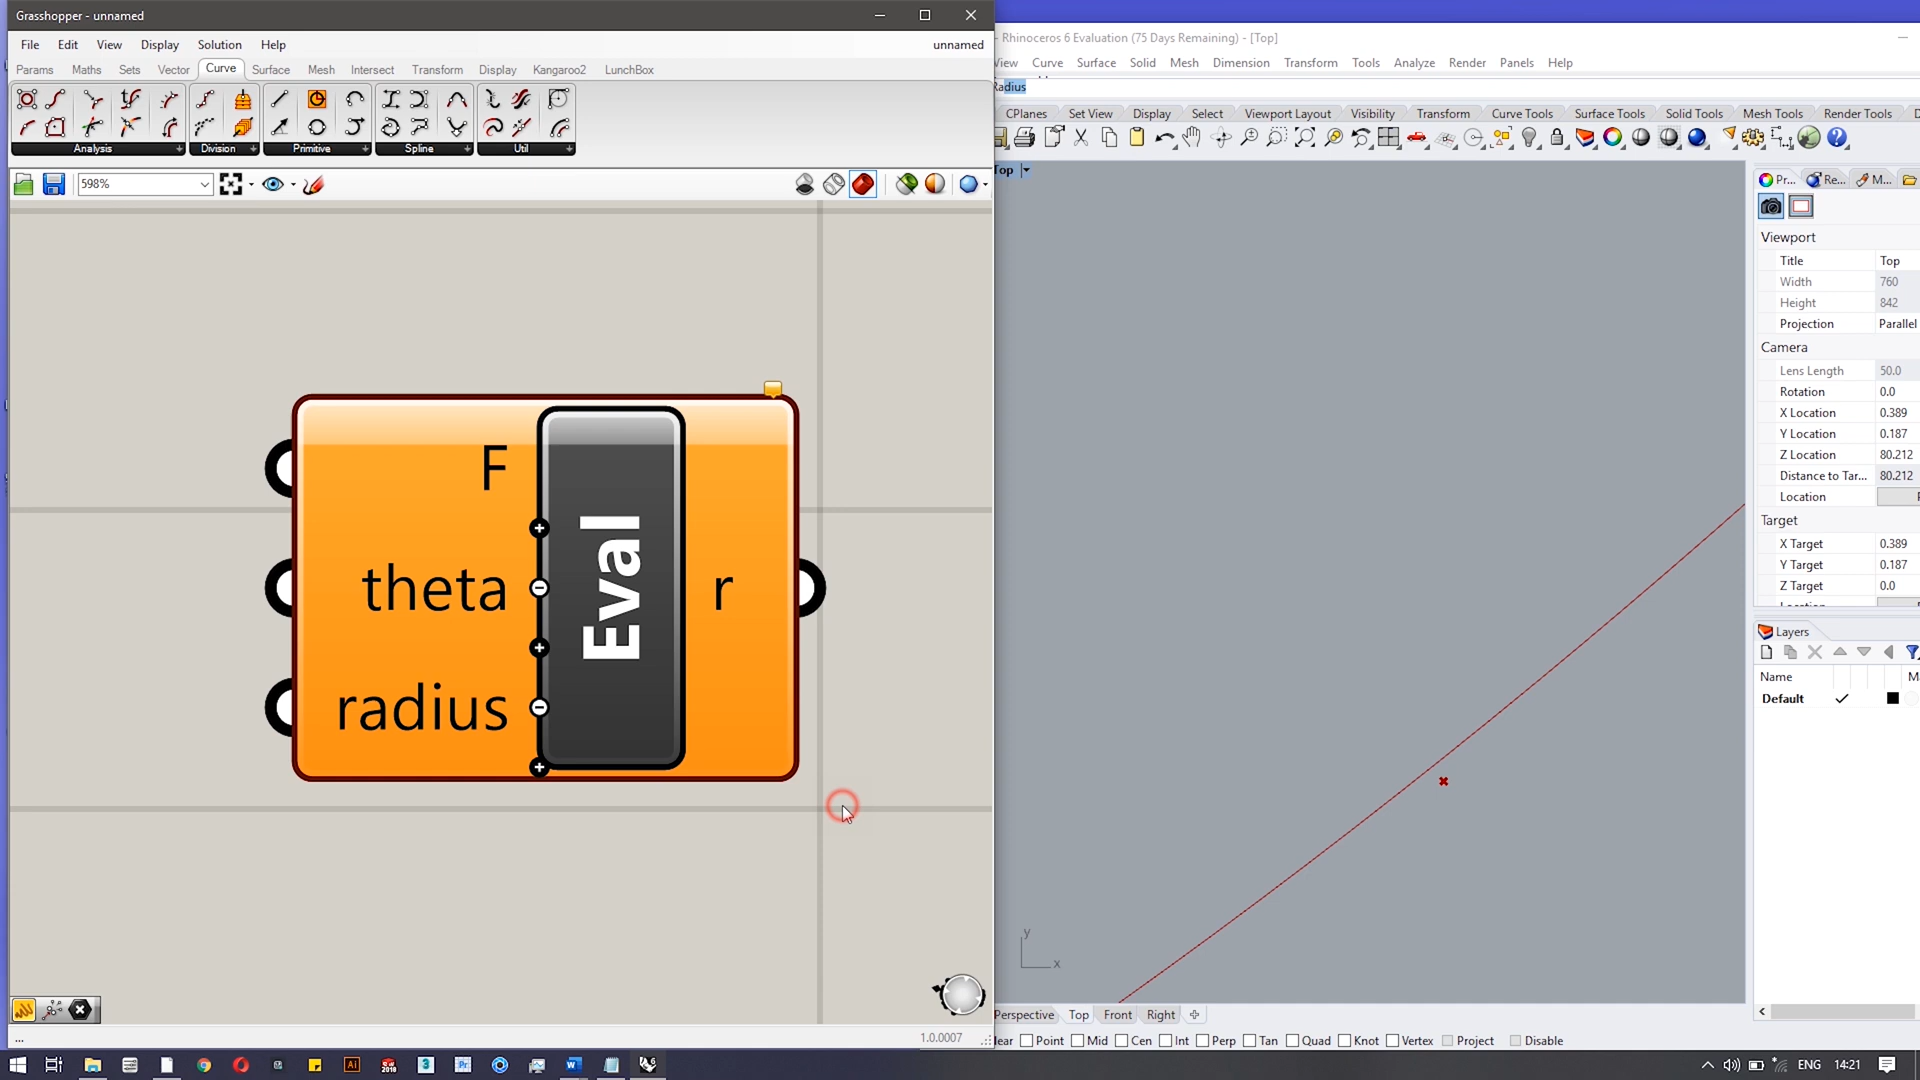 Grasshopper - unnamed
File Edit View Display Solution Help unnamed
Params Maths Sets Vector Curve Surface Mesh Intersect Transform Display Kangaroo2 LunchBox
Analysis Division Primitive Spline Util
598%
F
theta
radius
Eval
r
1.0.0007
...
- Rhinoceros 6 Evaluation (75 Days Remaining) - [Top]
View Curve Surface Solid Mesh Dimension Transform Tools Analyze Render Panels Help
Radius
CPlanes Set View Display Select Viewport Layout Visibility Transform Curve Tools Surface Tools Solid Tools Mesh Tools Render Tools D
Top
y
x
Perspective Top Front Right
ear Point Mid Cen Int Perp Tan Quad Knot Vertex Project Disable
Pr... Re... M...
Viewport
Title Top
Width 760
Height 842
Projection Parallel
Camera
Lens Length 50.0
Rotation 0.0
X Location 0.389
Y Location 0.187
Z Location 80.212
Distance to Tar... 80.212
Location
Target
X Target 0.389
Y Target 0.187
Z Target 0.0
Layers
Name M
Default
ENG 14:21